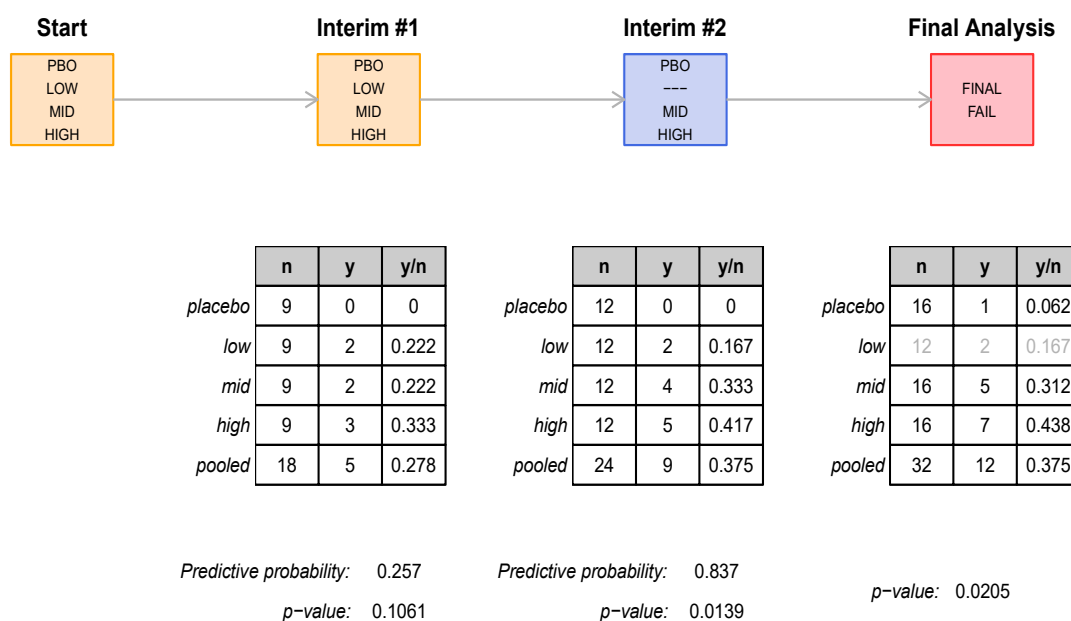 Start Interim #1 Interim #2 Final Analysis
PBO PBO PBO
LOW LOW −−− FINAL
MID MID MID FAIL
HIGH HIGH HIGH
n y y/n n y y/n n y y/n
placebo 9 0 0 placebo 12 0 0 placebo 16 1 0.062
low 9 2 0.222 low 12 2 0.167 low 12 2 0.167
mid 9 2 0.222 mid 12 4 0.333 mid 16 5 0.312
high 9 3 0.333 high 12 5 0.417 high 16 7 0.438
pooled 18 5 0.278 pooled 24 9 0.375 pooled 32 12 0.375
Predictive probability: 0.257 Predictive probability: 0.837
p−value: 0.0205
p−value: 0.1061 p−value: 0.0139